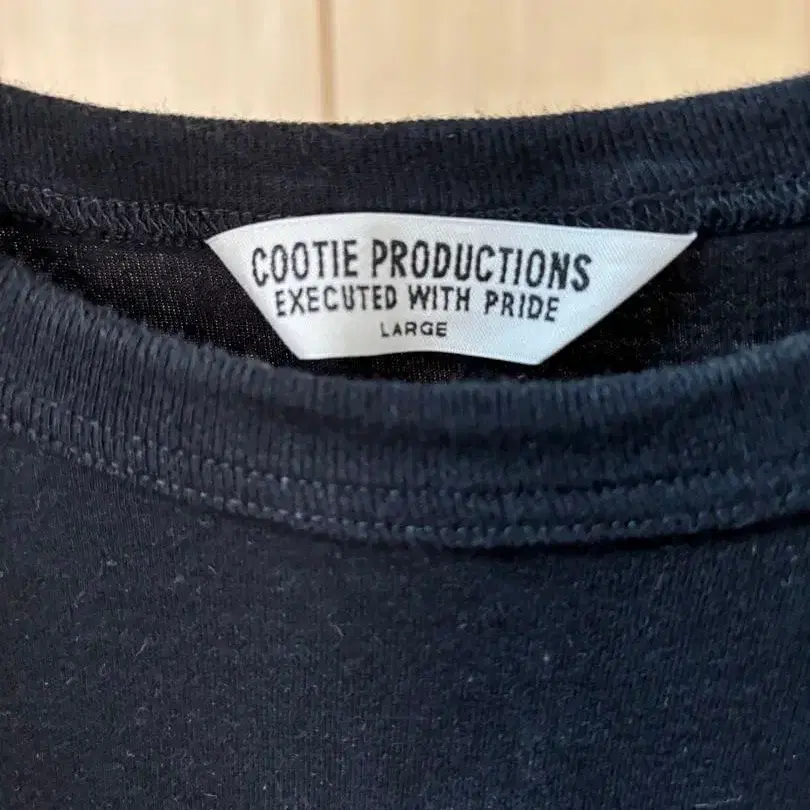 COOTIE PRODUCTIONS
EXECUTED WITH PRIDE
LARGE